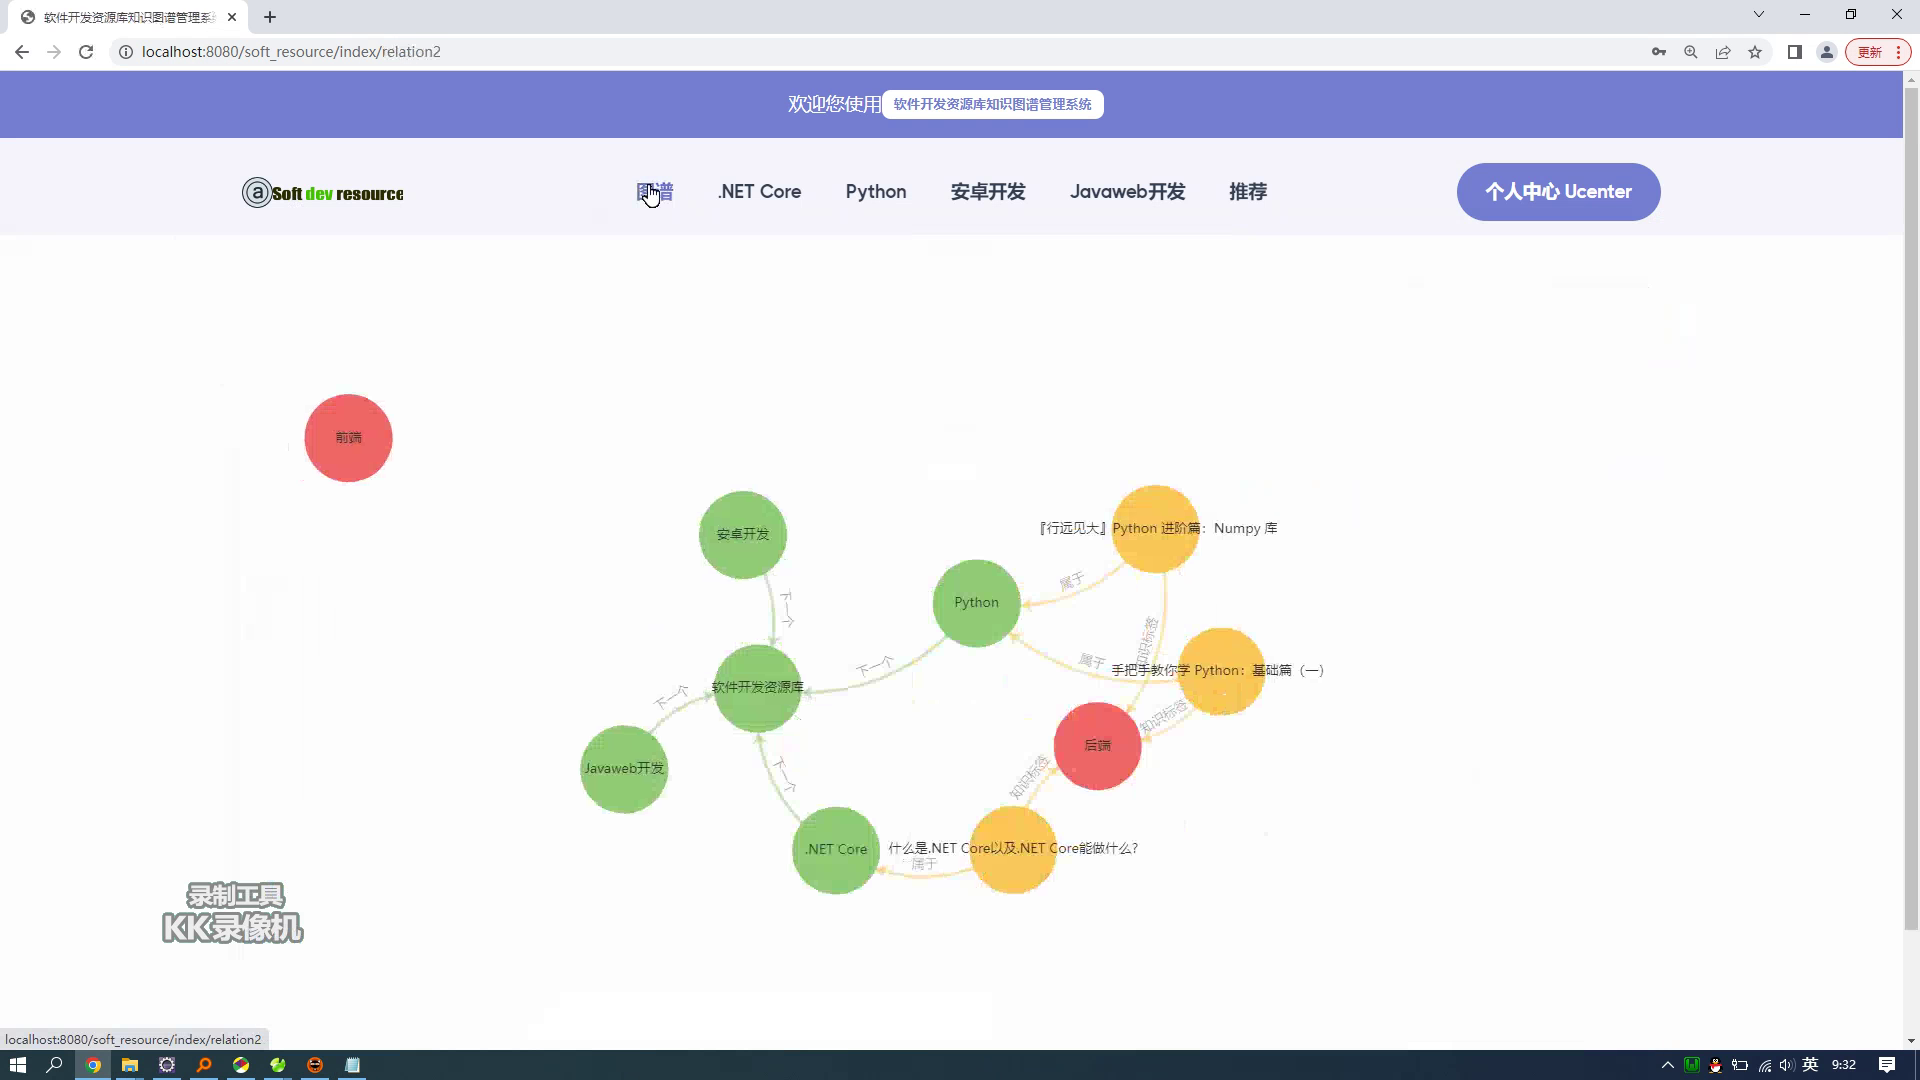 软件开发资源库知识图谱管理系统
localhost:8080/soft_resource/index/relation2
更新
欢迎您使用 软件开发资源库知识图谱管理系统
Soft dev resource
图谱
.NET Core
Python
安卓开发
Javaweb开发
推荐
个人中心 Ucenter
前端
安卓开发
『行远见大』Python 进阶篇：Numpy 库
属于
Python
下一个
知识标签
下一个
属于
手把手教你学 Python：基础篇（一）
软件开发资源库
下一个
知识标签
后端
Javaweb开发
下一个
知识标签
.NET Core
什么是.NET Core以及.NET Core能做什么?
属于
录制工具
KK录像机
localhost:8080/soft_resource/index/relation2
英
9:32